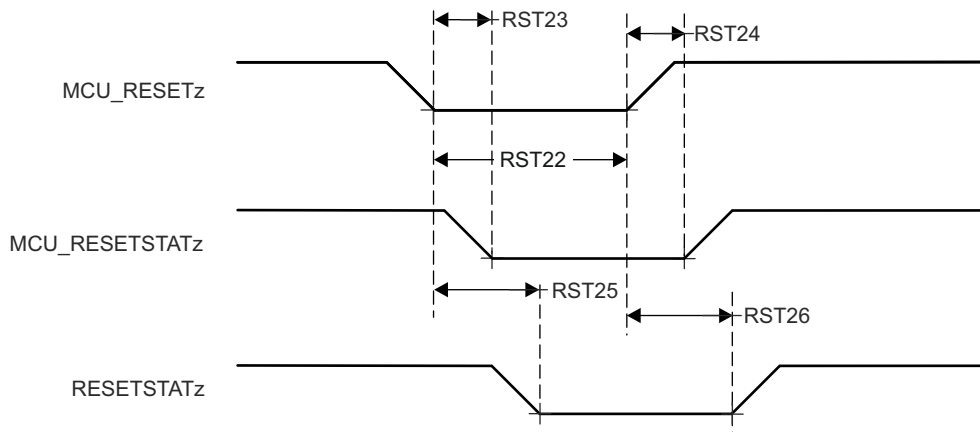 RST23
RST24
MCU_RESETz
RST22
MCU_RESETSTATz
RST25
RST26
RESETSTATz